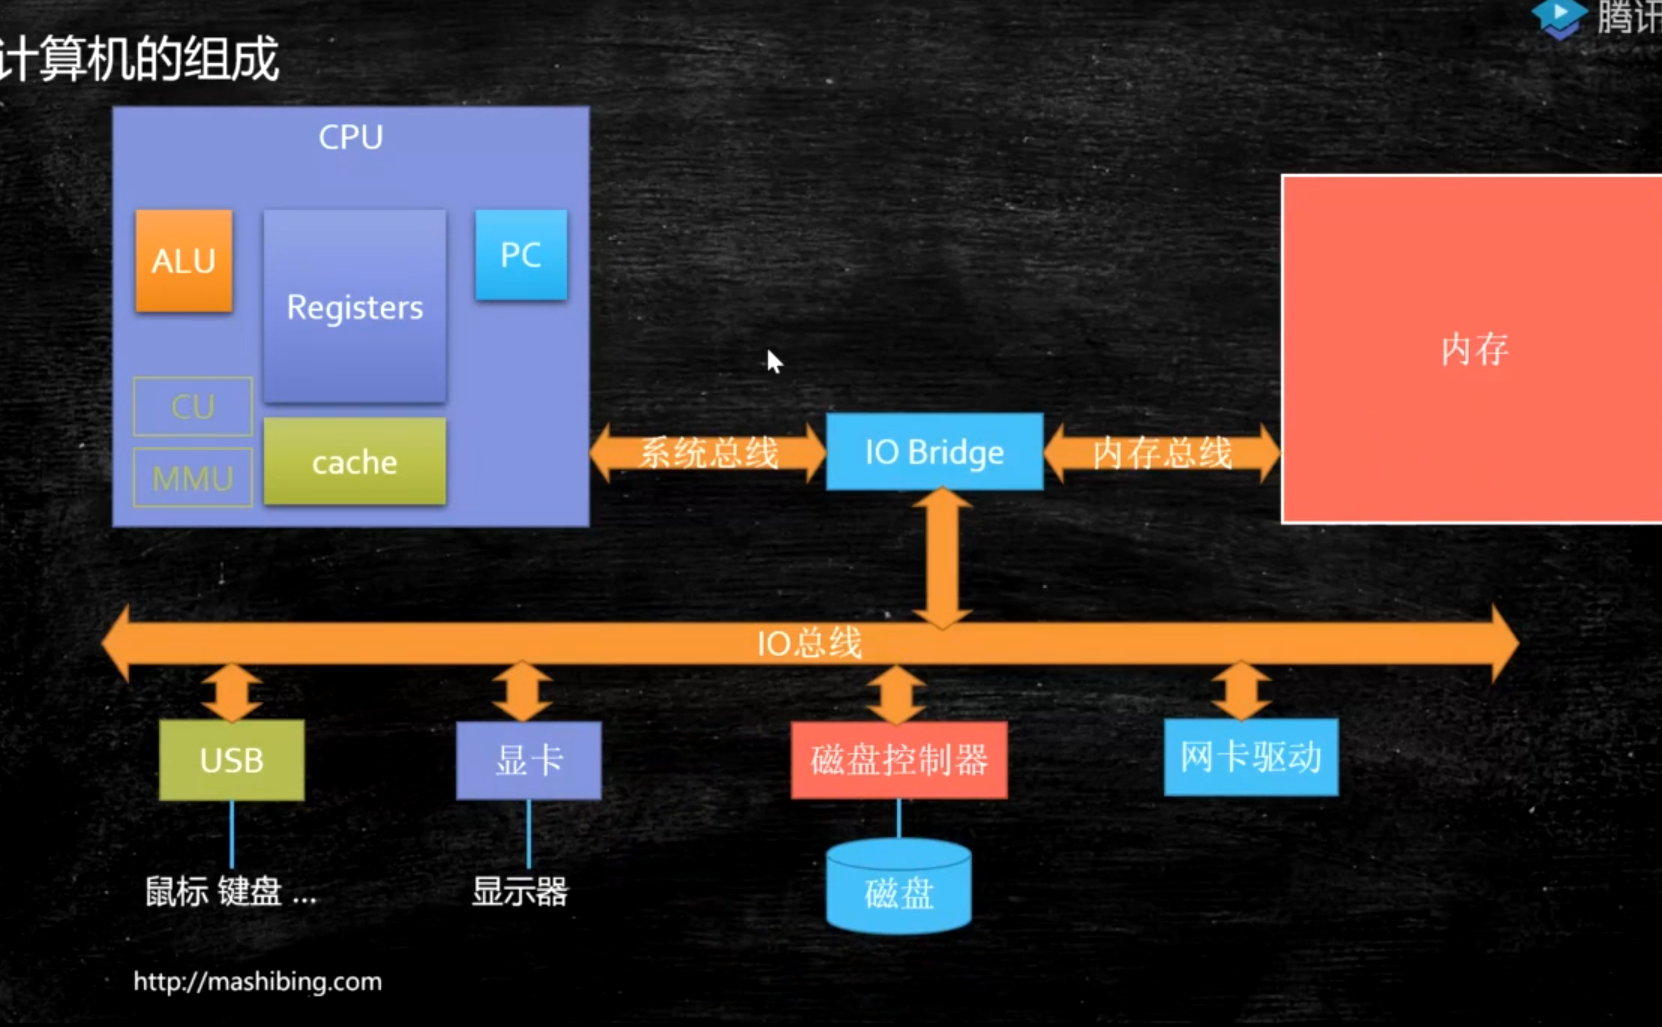 腾讯
计算机的组成
CPU
ALU
Registers
PC
CU
cache
MMU
系统总线
IO Bridge
内存总线
内存
IO总线
USB
显卡
磁盘控制器
网卡驱动
鼠标 键盘 ...
显示器
磁盘
http://mashibing.com